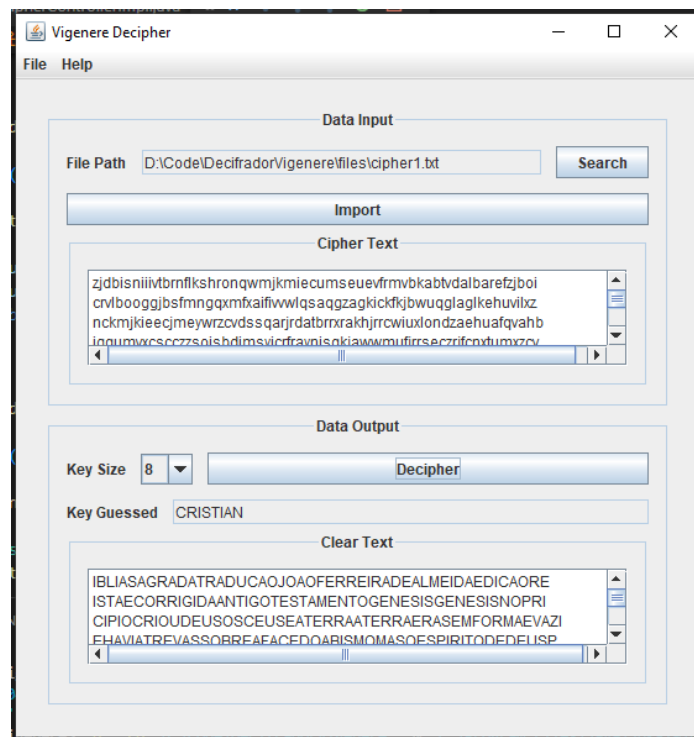 Vigenere Decipher
File Help
Data Input
File Path D:\Code\DecifradorVigenere\files\cipher1.txt Search
Import
Cipher Text
zjdbisniiivtbrnflkshronqwmjkmiecumseuevfrmvbkabtvdalbarefzjboi
crvlbooggjbsfmngqxmfxaifivwwlqsaqgzagkickfkjbwuqglaglkehuvilxz
nckmjkieecjmeywrzcvdssqarjrdatbrrxrakhjrrcwiuxlondzaehuafqvahb
Data Output
Key Size 8 Decipher
Key Guessed CRISTIAN
Clear Text
IBLIASAGRADATRADUCAOJOAOFERREIRADEALMEIDAEDICAORE
ISTAECORRIGIDAANTIGOTESTAMENTOGENESISGENESISNOPRI
CIPIOCRIOUDEUSOSCEUSEATERRAATERRAERASEMFORMAEVAZI
EHAVIATREVASSOBREAFACEDOABISMOMASOESPIRITODEDEUSP